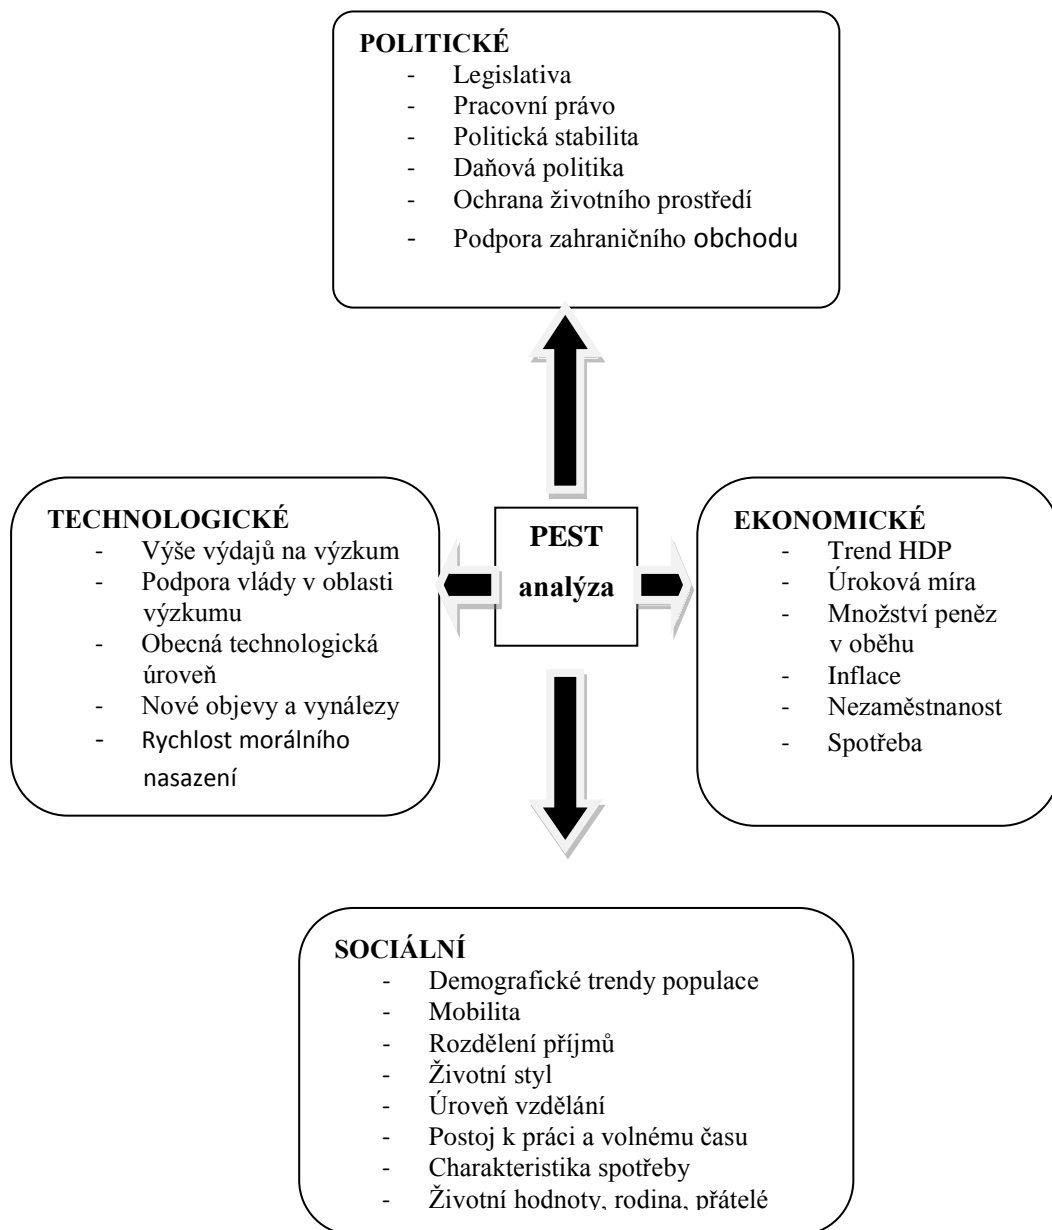 POLITICKÉ
- Legislativa
- Pracovní právo
- Politická stabilita
- Daňová politika
- Ochrana životního prostředí
- Podpora zahraničního obchodu
TECHNOLOGICKÉ
- Výše výdajů na výzkum
- Podpora vlády v oblasti
výzkumu
- Obecná technologická
úroveň
- Nové objevy a vynálezy
- Rychlost morálního
nasazení
PEST
analýza
EKONOMICKÉ
- Trend HDP
- Úroková míra
- Množství peněz
v oběhu
- Inflace
- Nezaměstnanost
- Spotřeba
SOCIÁLNÍ
- Demografické trendy populace
- Mobilita
- Rozdělení příjmů
- Životní styl
- Úroveň vzdělání
- Postoj k práci a volnému času
- Charakteristika spotřeby
- Životní hodnoty, rodina, přátelé